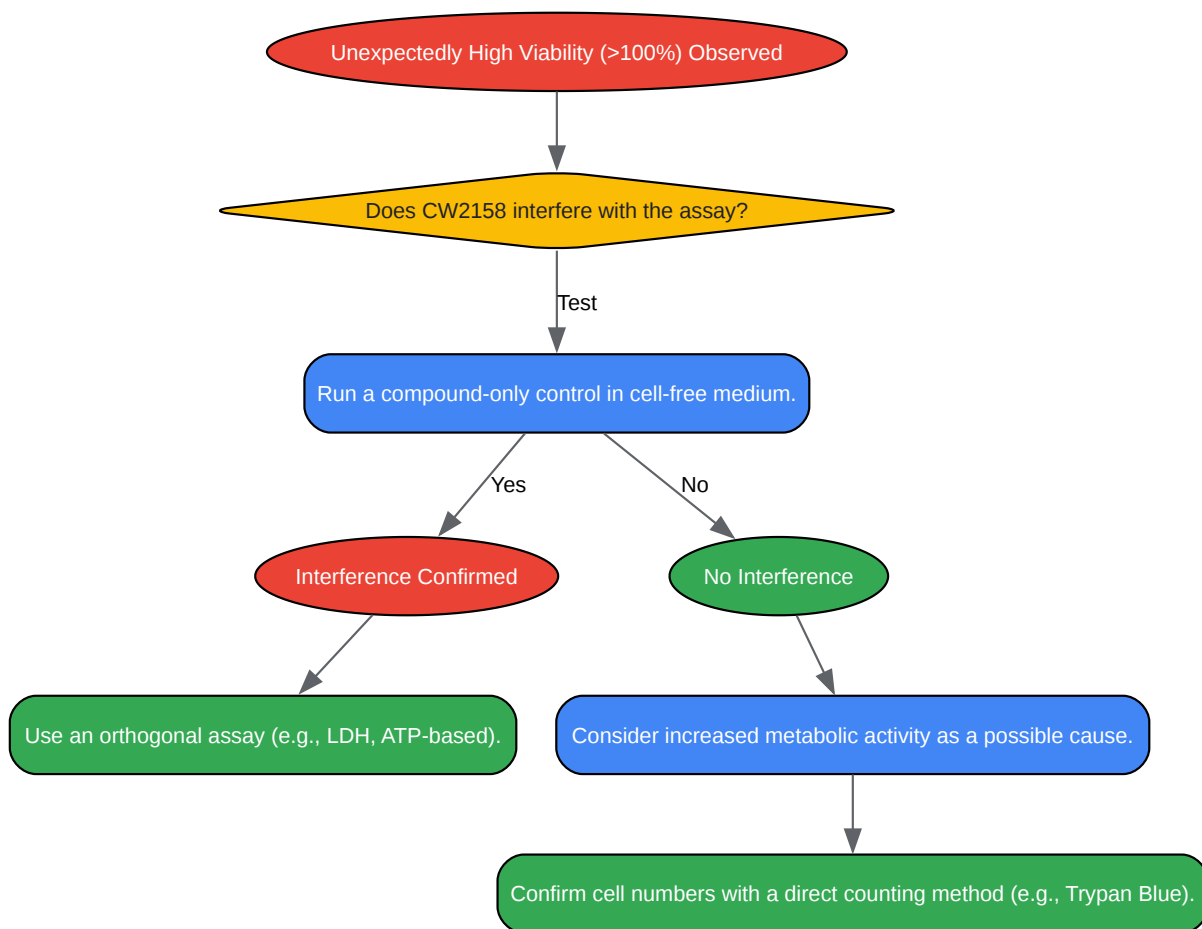 Unexpectedly High Viability (>100%) Observed
Does CW2158 interfere with the assay?
Test
Run a compound-only control in cell-free medium.
Yes
No
Interference Confirmed
No Interference
Use an orthogonal assay (e.g., LDH, ATP-based).
Consider increased metabolic activity as a possible cause.
Confirm cell numbers with a direct counting method (e.g., Trypan Blue).